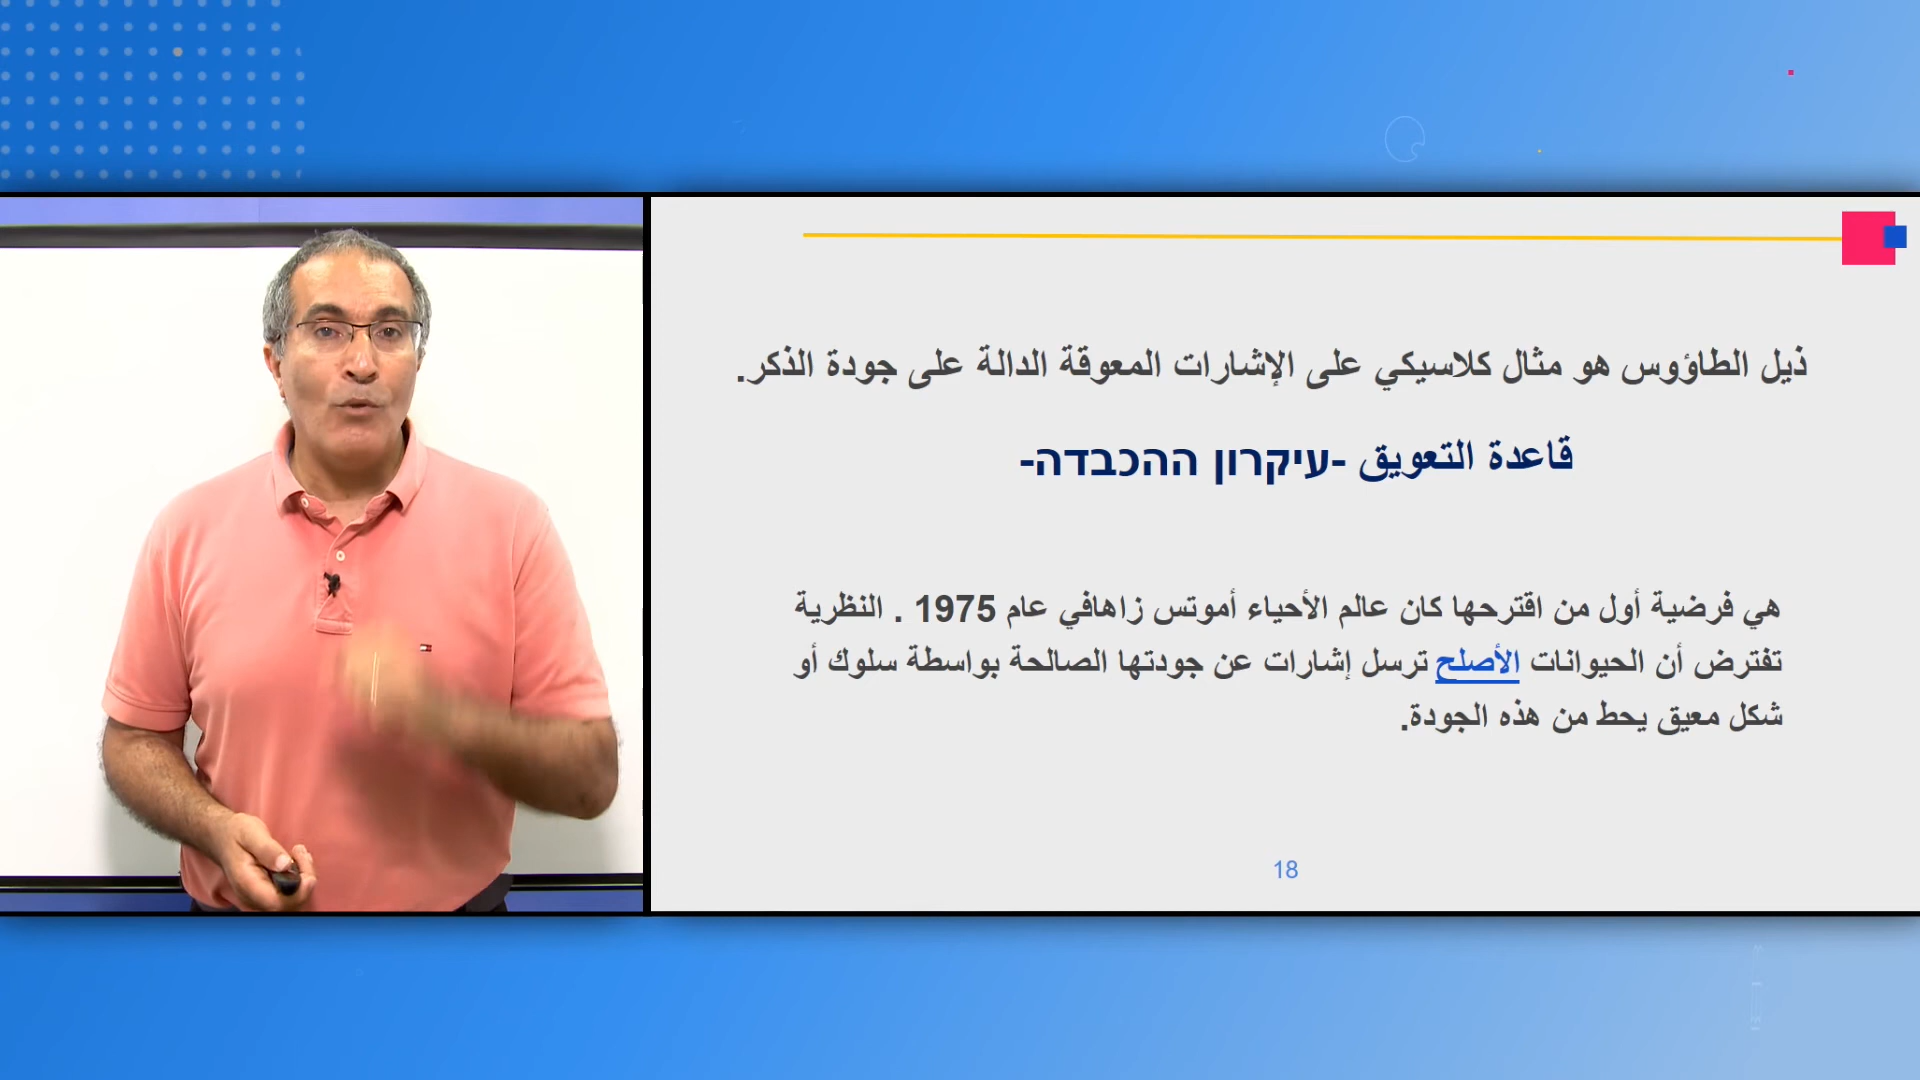 ذيل الطاؤوس هو مثال كلاسيكي على الإشارات المعوقة الدالة على جودة الذكر.
قاعدة التعويق -עיקרון ההכבדה-
هي فرضية أول من اقترحها كان عالم الأحياء أموتس زاهافي عام 1975 . النظرية
تفترض أن الحيوانات الأصلح ترسل إشارات عن جودتها الصالحة بواسطة سلوك أو
شكل معيق يحط من هذه الجودة.
18